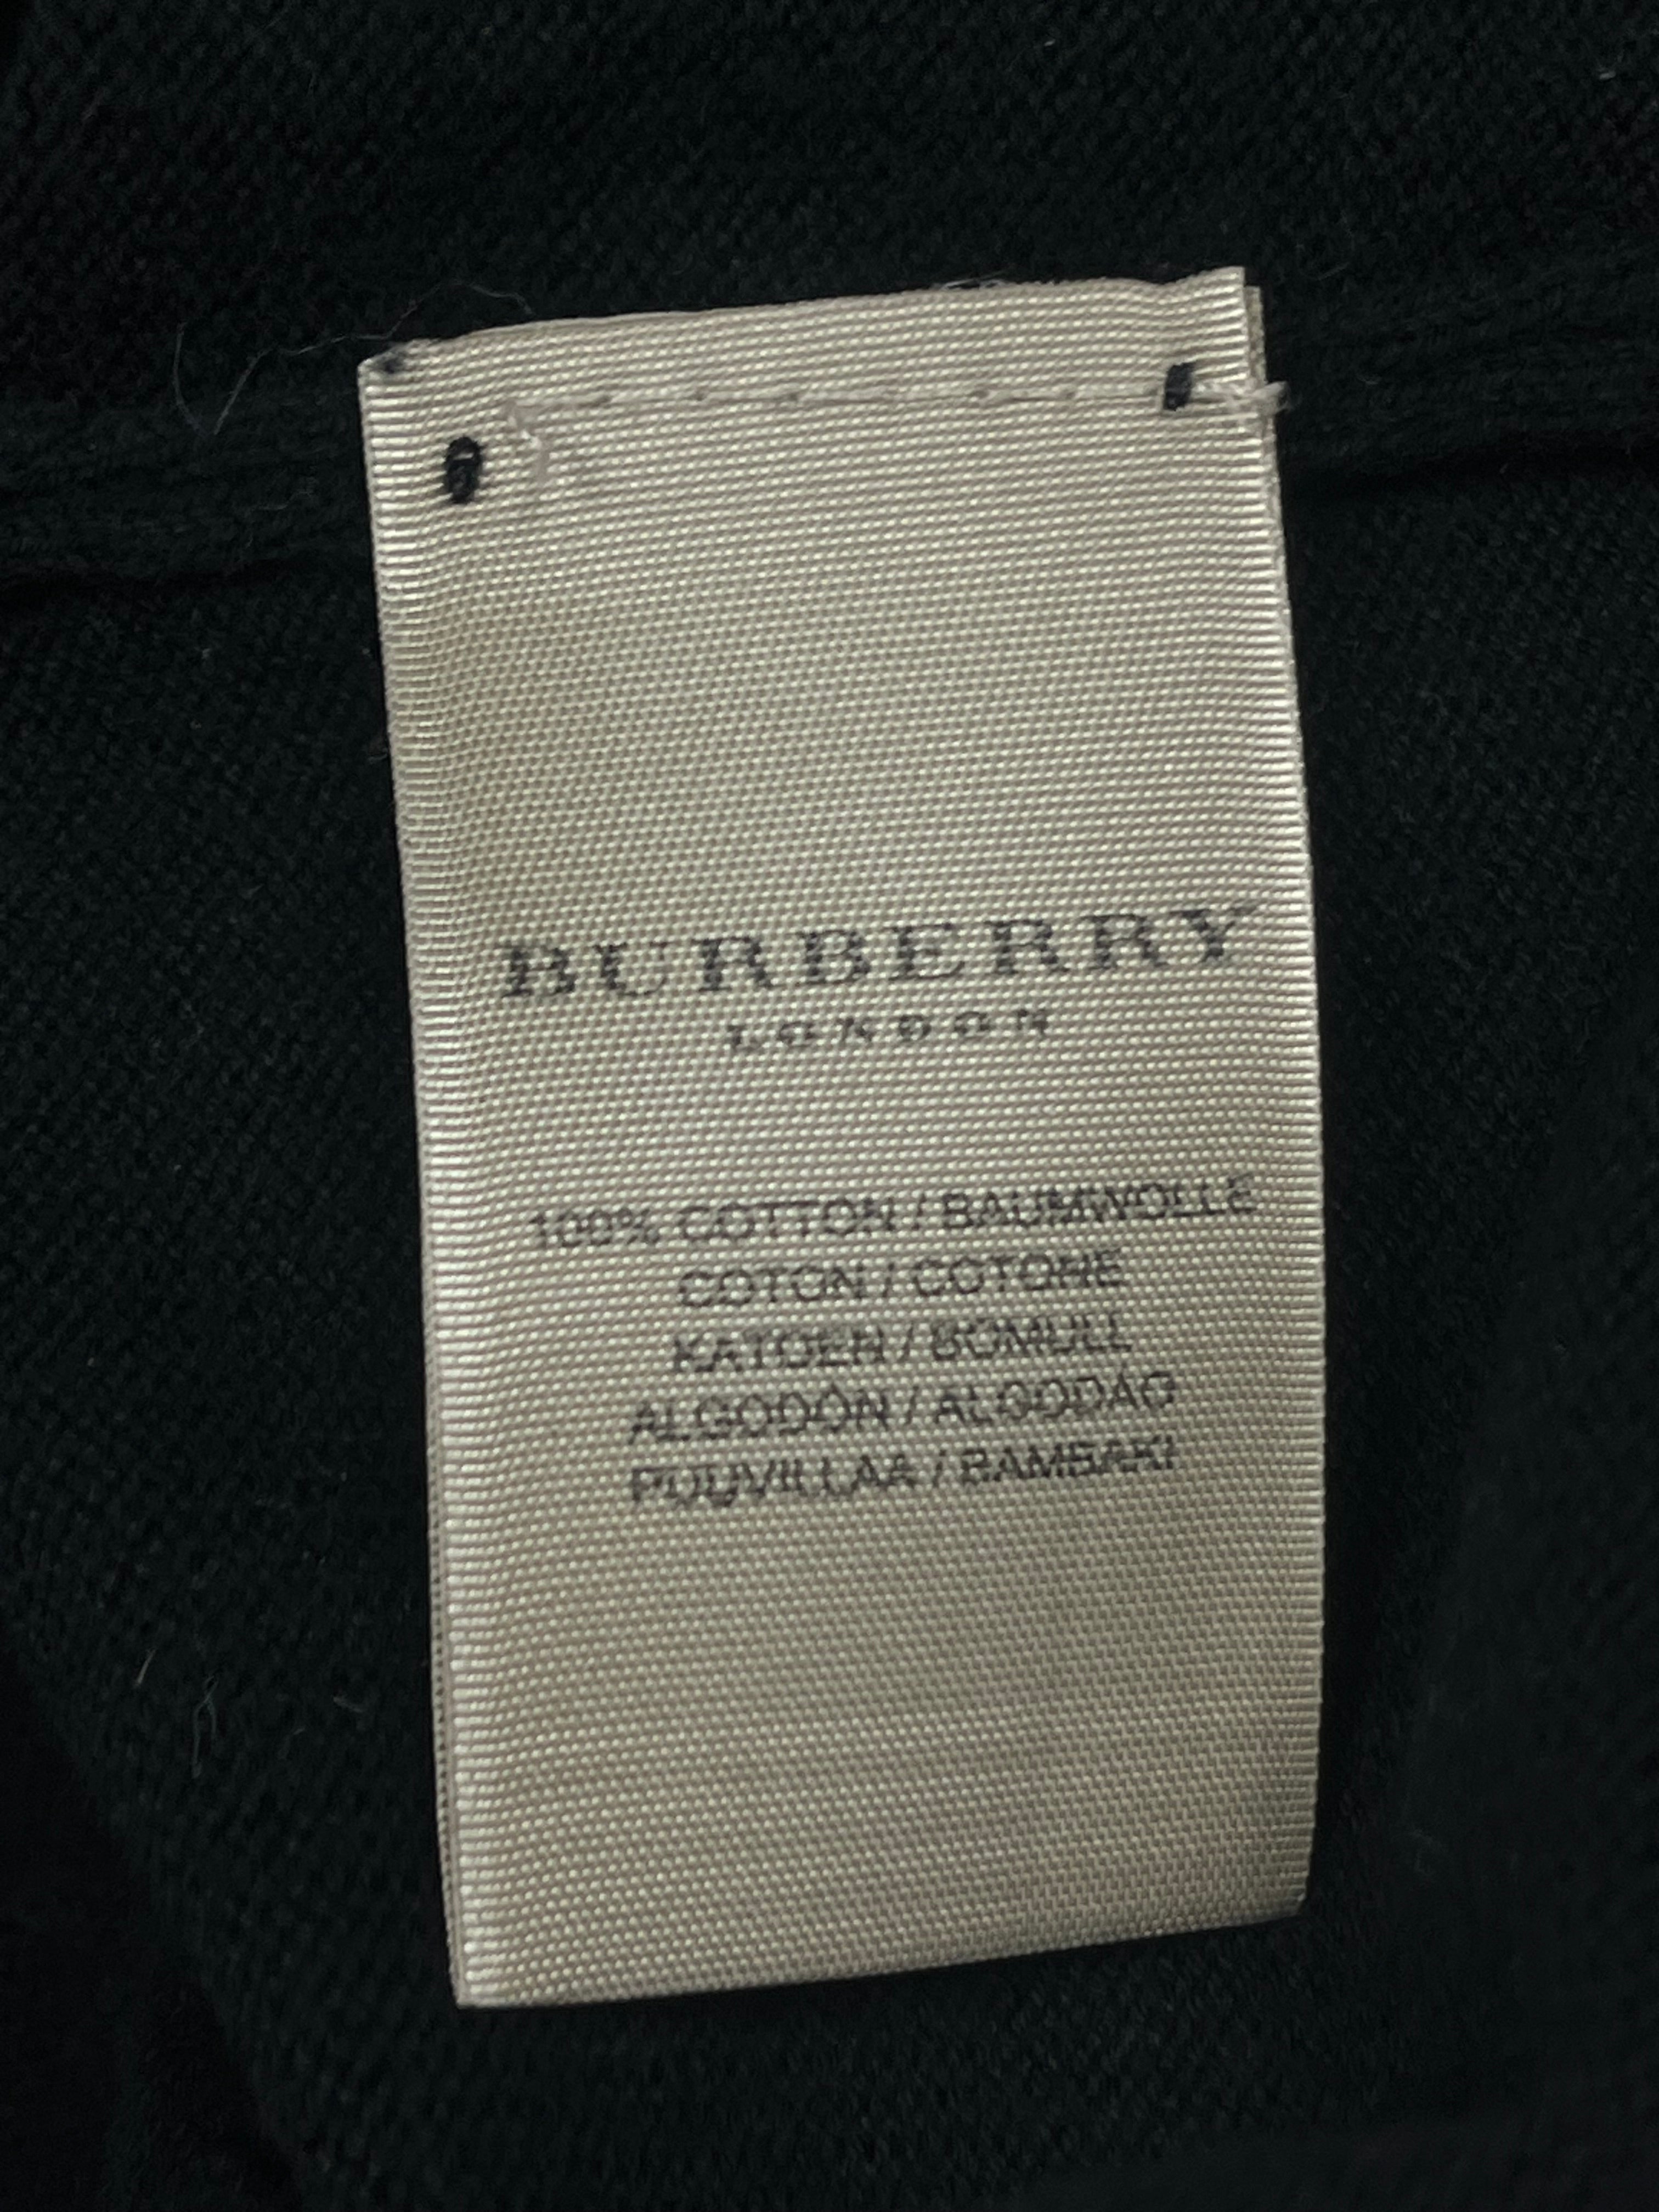 BURBERRY
LONDON
100% COTTON / BAUMWOLLE
COTON / COTONE
KATOEN / BOMULL
ALGODÓN / ALGODÃO
PUUVILLAA / BAMBAKI